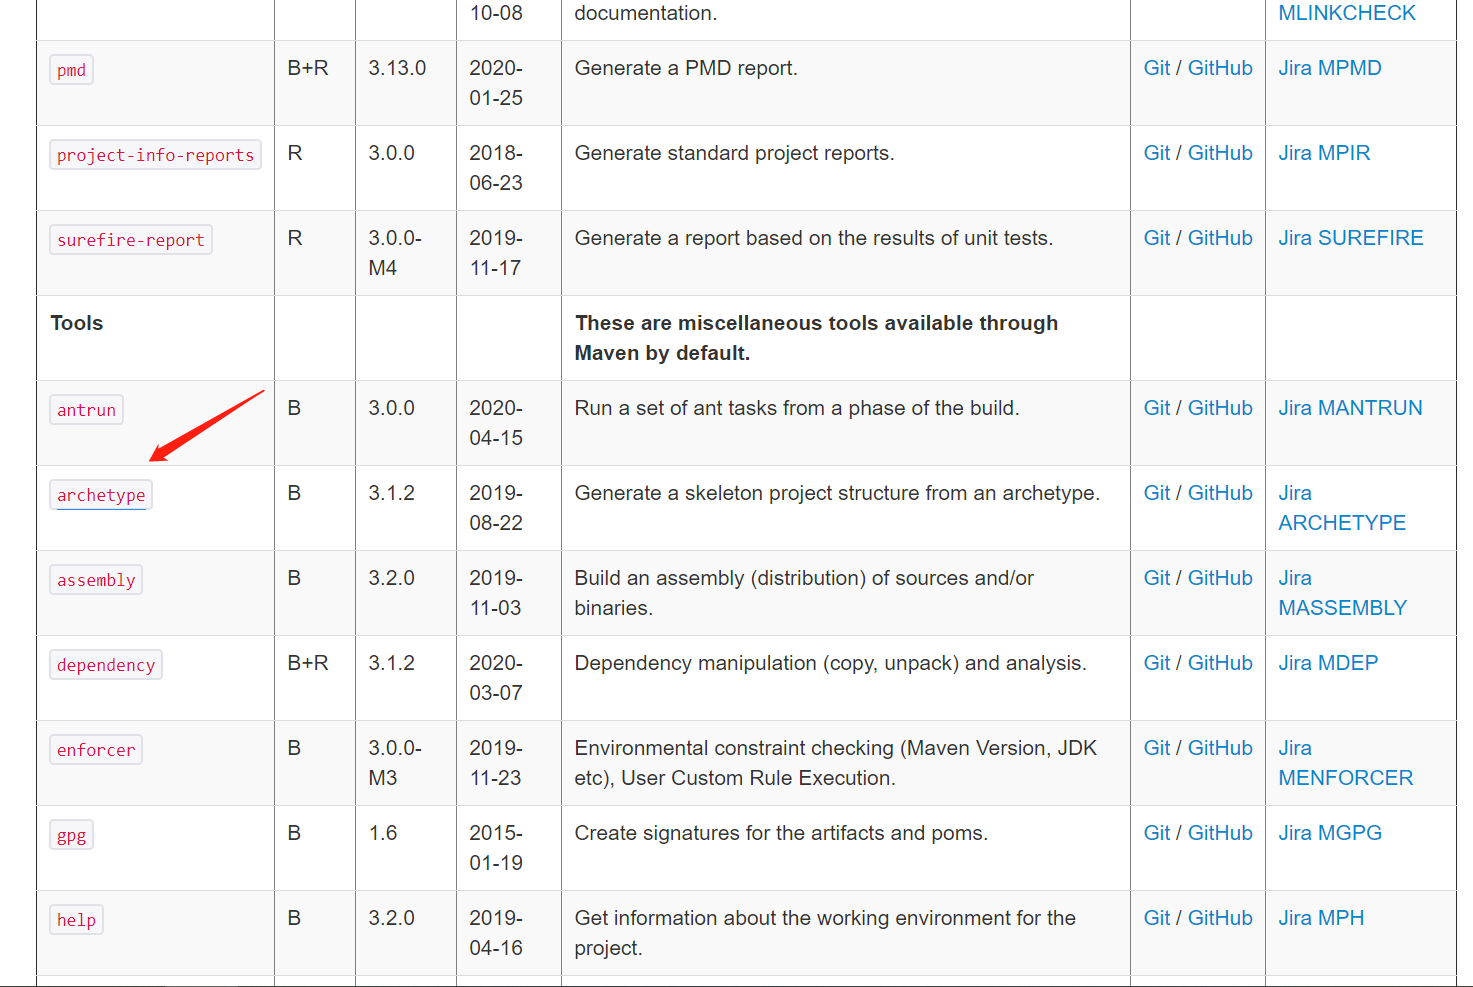 10-08 documentation. MLINKCHECK
pmd B+R 3.13.0 2020- Generate a PMD report. Git / GitHub Jira MPMD
01-25
project-info-reports R 3.0.0 2018- Generate standard project reports. Git / GitHub Jira MPIR
06-23
surefire-report R 3.0.0- 2019- Generate a report based on the results of unit tests. Git / GitHub Jira SUREFIRE
M4 11-17
Tools These are miscellaneous tools available through
Maven by default.
antrun B 3.0.0 2020- Run a set of ant tasks from a phase of the build. Git / GitHub Jira MANTRUN
04-15
archetype B 3.1.2 2019- Generate a skeleton project structure from an archetype. Git / GitHub Jira
08-22 ARCHETYPE
assembly B 3.2.0 2019- Build an assembly (distribution) of sources and/or Git / GitHub Jira
11-03 binaries. MASSEMBLY
dependency B+R 3.1.2 2020- Dependency manipulation (copy, unpack) and analysis. Git / GitHub Jira MDEP
03-07
enforcer B 3.0.0- 2019- Environmental constraint checking (Maven Version, JDK Git / GitHub Jira
M3 11-23 etc), User Custom Rule Execution. MENFORCER
gpg B 1.6 2015- Create signatures for the artifacts and poms. Git / GitHub Jira MGPG
01-19
help B 3.2.0 2019- Get information about the working environment for the Git / GitHub Jira MPH
04-16 project.